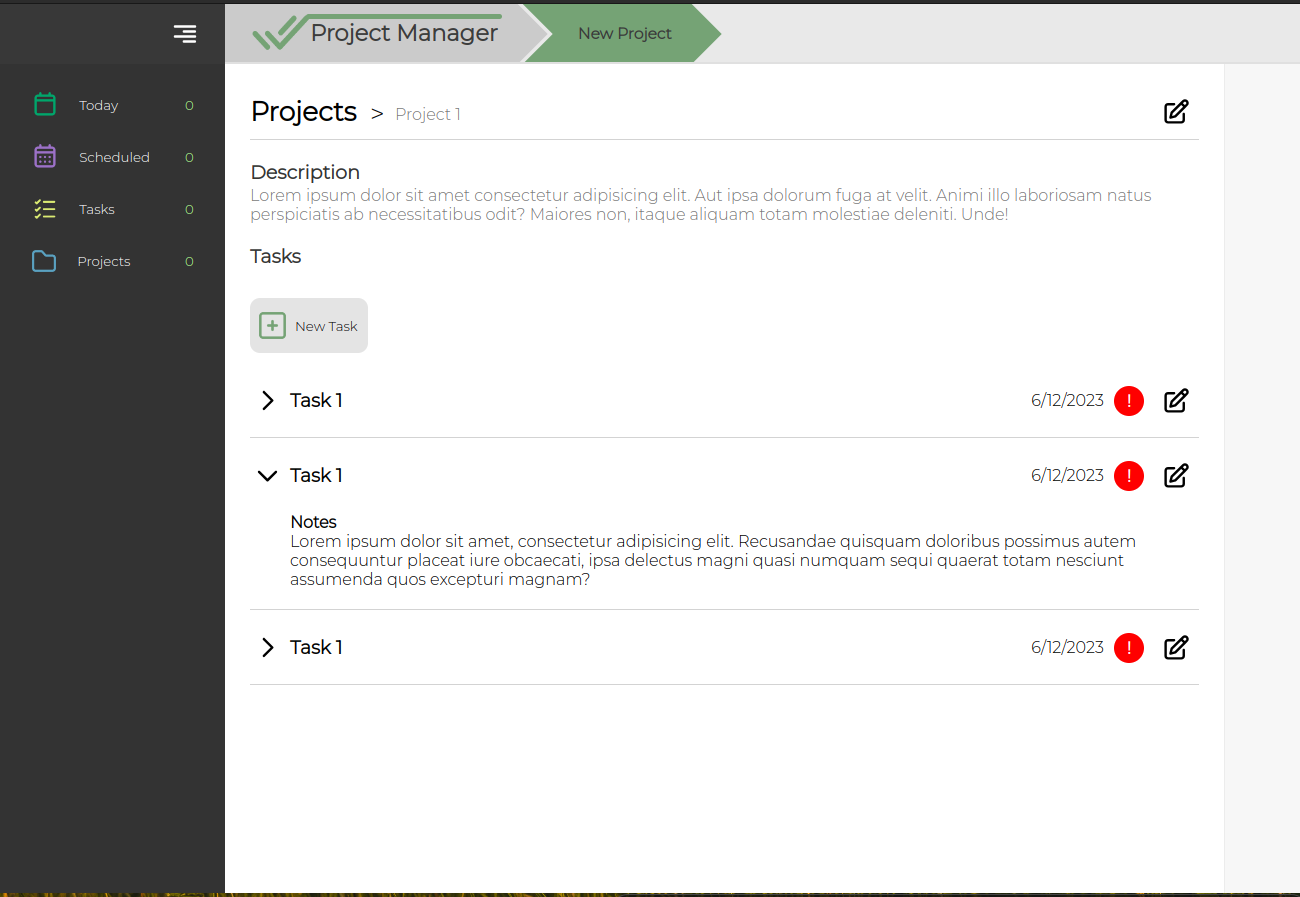 Project Manager
New Project
Today 0
Scheduled 0
Tasks 0
Projects 0
Projects > Project 1
Description
Lorem ipsum dolor sit amet consectetur adipisicing elit. Aut ipsa dolorum fuga at velit. Animi illo laboriosam natus
perspiciatis ab necessitatibus odit? Maiores non, itaque aliquam totam molestiae deleniti. Unde!
Tasks
New Task
Task 1 6/12/2023 !
Task 1 6/12/2023 !
Notes
Lorem ipsum dolor sit amet, consectetur adipisicing elit. Recusandae quisquam doloribus possimus autem
consequuntur placeat iure obcaecati, ipsa delectus magni quasi numquam sequi quaerat totam nesciunt
assumenda quos excepturi magnam?
Task 1 6/12/2023 !